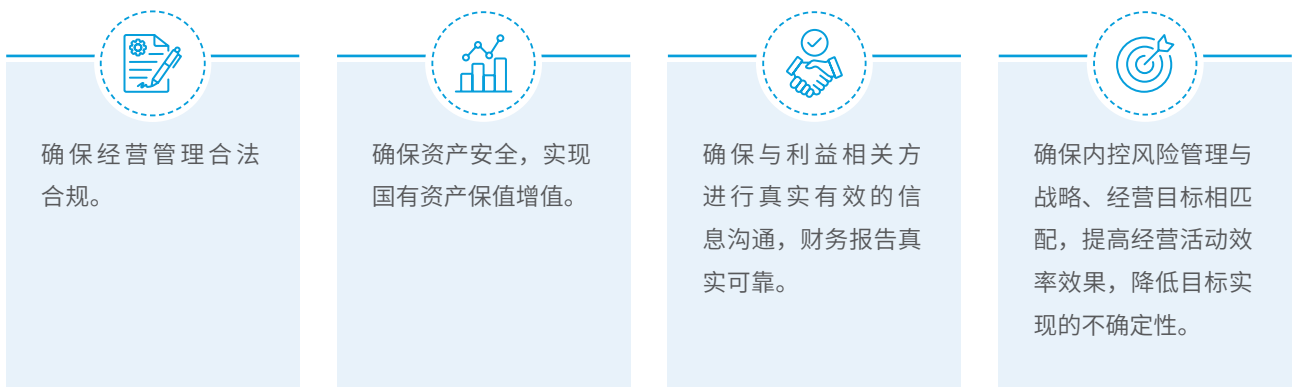 确保经营管理合法
合规。
确保资产安全，实现
国有资产保值增值。
确保与利益相关方
进行真实有效的信
息沟通，财务报告真
实可靠。
确保内控风险管理与
战略、经营目标相匹
配，提高经营活动效
率效果，降低目标实
现的不确定性。